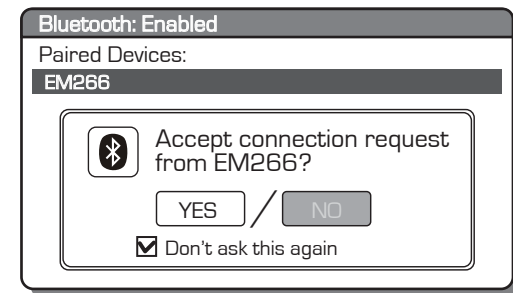 Bluetooth: Enabled
Paired Devices:
EM266
Accept connection request
from EM266?
YES / NO
Don't ask this again